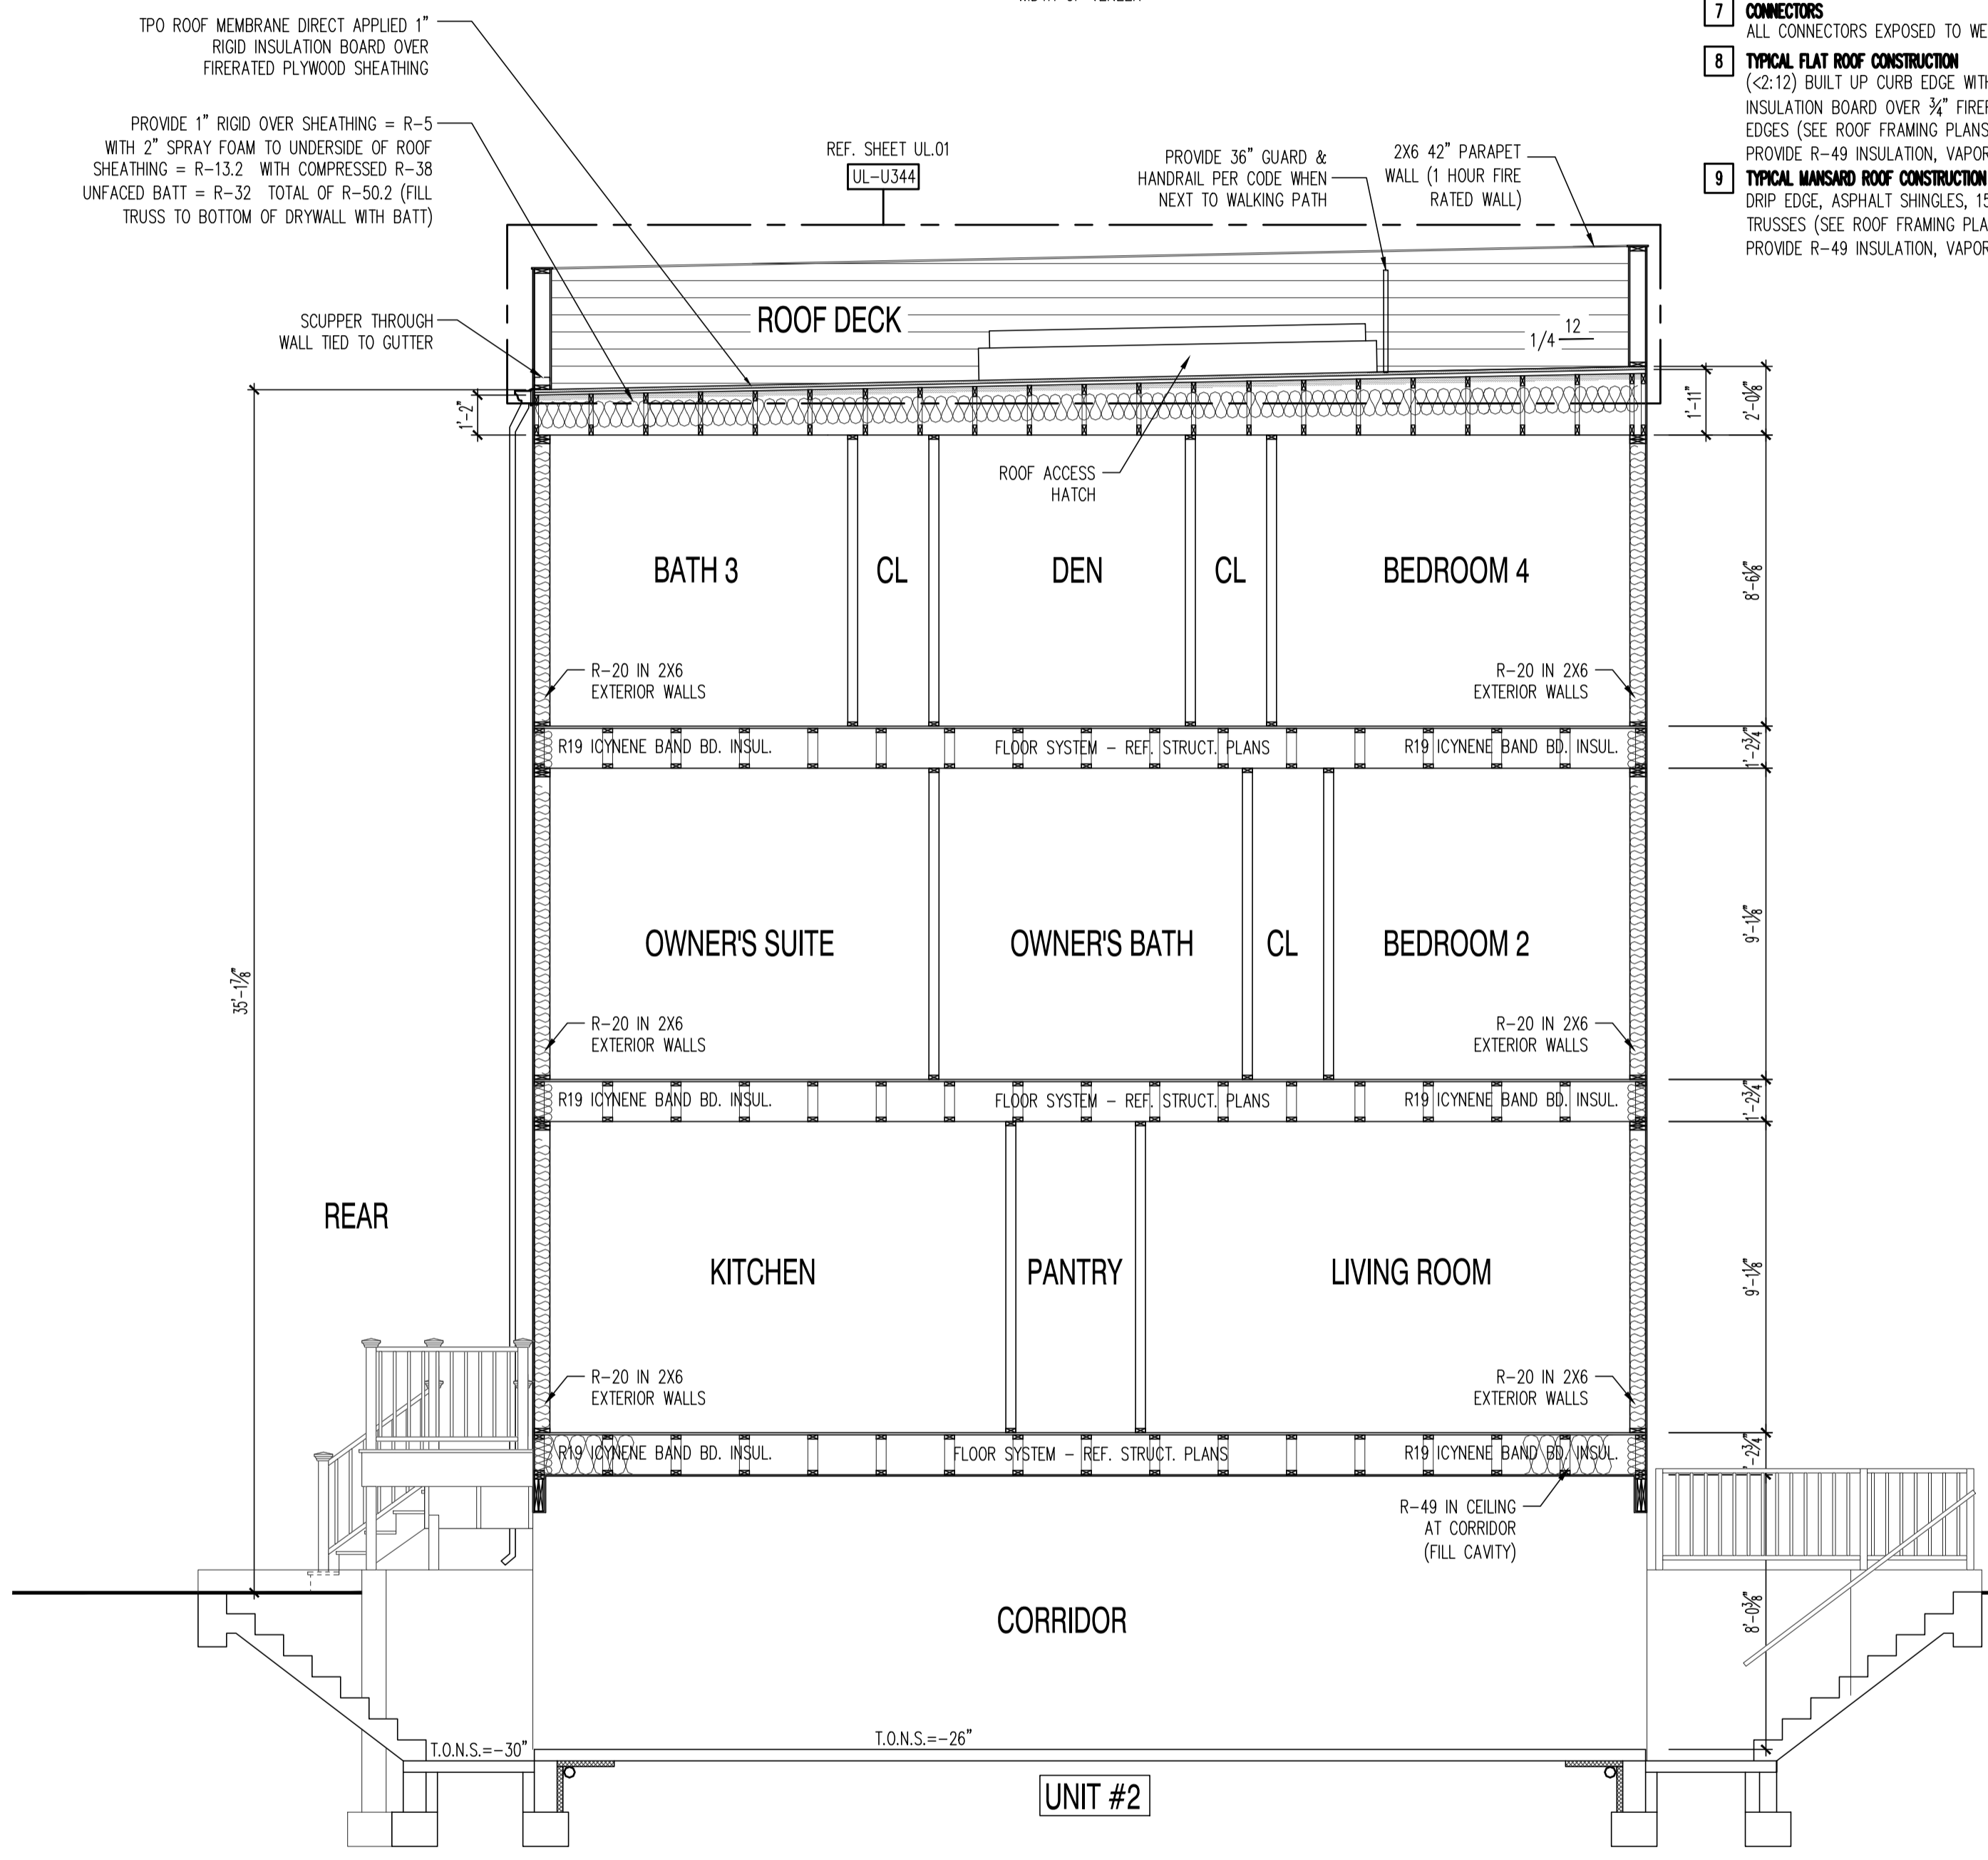 TPO ROOF MEMBRANE DIRECT APPLIED 1"
RIGID INSULATION BOARD OVER
FIRERATED PLYWOOD SHEATHING
PROVIDE 1" RIGID OVER SHEATHING = R-5
WITH 2" SPRAY FOAM TO UNDERSIDE OF ROOF
SHEATHING = R-13.2 WITH COMPRESSED R-38
UNFACED BATT = R-32 TOTAL OF R-50.2 (FILL
TRUSS TO BOTTOM OF DRYWALL WITH BATT)
SCUPPER THROUGH
WALL TIED TO GUTTER
REF. SHEET UL.01
UL-U344
PROVIDE 36" GUARD &
HANDRAIL PER CODE WHEN
NEXT TO WALKING PATH
2X6 42" PARAPET
WALL (1 HOUR FIRE
RATED WALL)
7 CONNECTORS
ALL CONNECTORS EXPOSED TO WE
8 TYPICAL FLAT ROOF CONSTRUCTION
(<2:12) BUILT UP CURB EDGE WITH
INSULATION BOARD OVER ¾" FIRER
EDGES (SEE ROOF FRAMING PLANS
PROVIDE R-49 INSULATION, VAPOR
9 TYPICAL MANSARD ROOF CONSTRUCTION
DRIP EDGE, ASPHALT SHINGLES, 15
TRUSSES (SEE ROOF FRAMING PLA
PROVIDE R-49 INSULATION, VAPOR
ROOF DECK
12
1/4
1'-2"
1'-11"
2'-0⅛"
ROOF ACCESS
HATCH
BATH 3
CL
DEN
CL
BEDROOM 4
8'-6⅛"
R-20 IN 2X6
EXTERIOR WALLS
R-20 IN 2X6
EXTERIOR WALLS
R19 ICYNENE BAND BD. INSUL.
FLOOR SYSTEM - REF. STRUCT. PLANS
R19 ICYNENE BAND BD. INSUL.
1'-2¾"
OWNER'S SUITE
OWNER'S BATH
CL
BEDROOM 2
9'-1⅛"
35'-1⅞"
R-20 IN 2X6
EXTERIOR WALLS
R-20 IN 2X6
EXTERIOR WALLS
R19 ICYNENE BAND BD. INSUL.
FLOOR SYSTEM - REF. STRUCT. PLANS
R19 ICYNENE BAND BD. INSUL.
1'-2¾"
REAR
KITCHEN
PANTRY
LIVING ROOM
9'-1⅛"
R-20 IN 2X6
EXTERIOR WALLS
R-20 IN 2X6
EXTERIOR WALLS
R19 ICYNENE BAND BD. INSUL.
FLOOR SYSTEM - REF. STRUCT. PLANS
R19 ICYNENE BAND BD. INSUL.
1'-2¾"
R-49 IN CEILING
AT CORRIDOR
(FILL CAVITY)
CORRIDOR
8'-0⅜"
T.O.N.S.=-30"
T.O.N.S.=-26"
UNIT #2